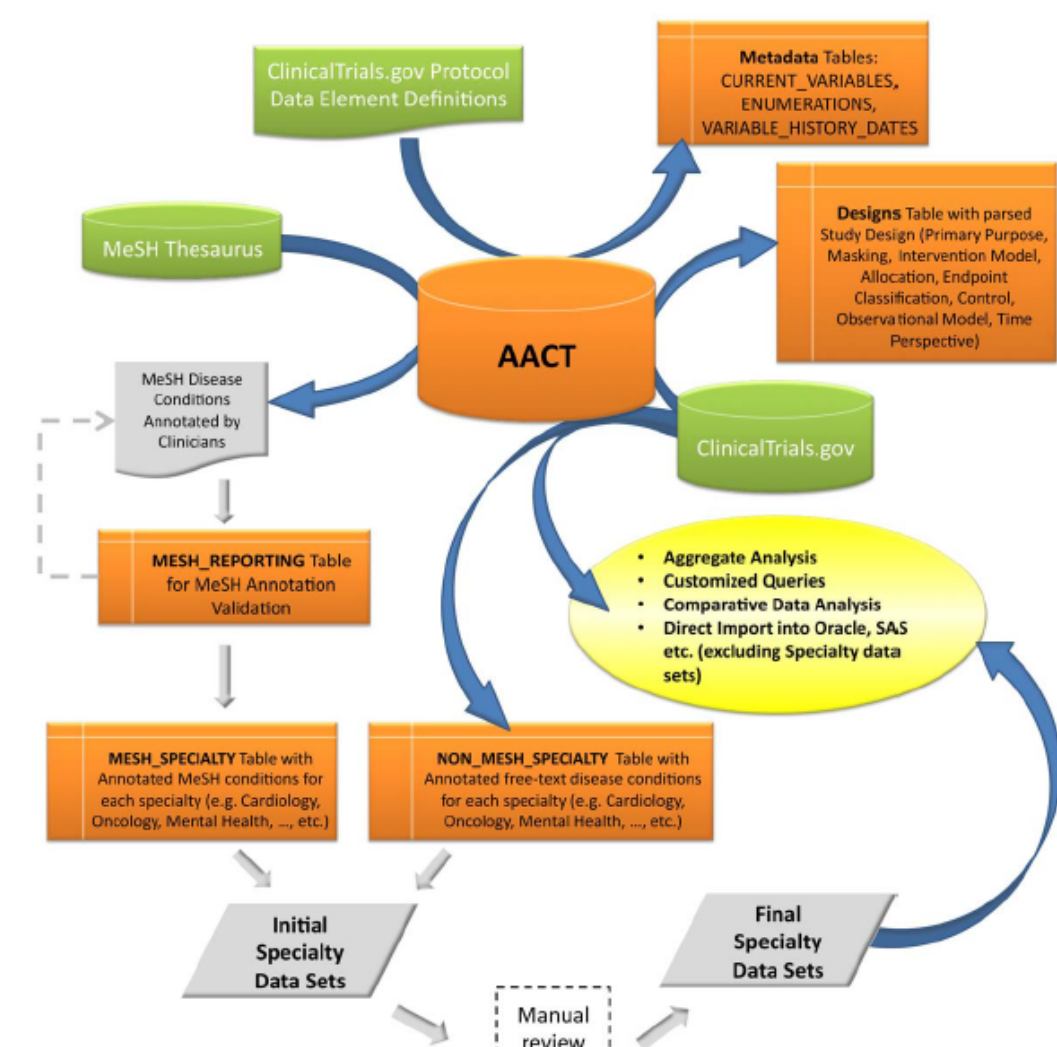 ClinicalTrials.gov Protocol
Data Element Definitions
Metadata Tables:
CURRENT_VARIABLES,
ENUMERATIONS,
VARIABLE_HISTORY_DATES
MeSH Thesaurus
Designs Table with parsed
Study Design (Primary Purpose,
Masking, Intervention Model,
Allocation, Endpoint
Classification, Control,
Observational Model, Time
Perspective)
AACT
MeSH Disease
Conditions
Annotated by
Clinicians
ClinicalTrials.gov
MESH_REPORTING Table
for MeSH Annotation
Validation
• Aggregate Analysis
• Customized Queries
• Comparative Data Analysis
• Direct Import into Oracle, SAS
etc. (excluding Specialty data
sets)
MESH_SPECIALTY Table with
Annotated MeSH conditions for
each specialty (e.g. Cardiology,
Oncology, Mental Health, ..., etc.)
NON_MESH_SPECIALTY Table with
Annotated free-text disease conditions
for each specialty (e.g. Cardiology,
Oncology, Mental Health, ..., etc.)
Initial
Specialty
Data Sets
Final
Specialty
Data Sets
Manual
review